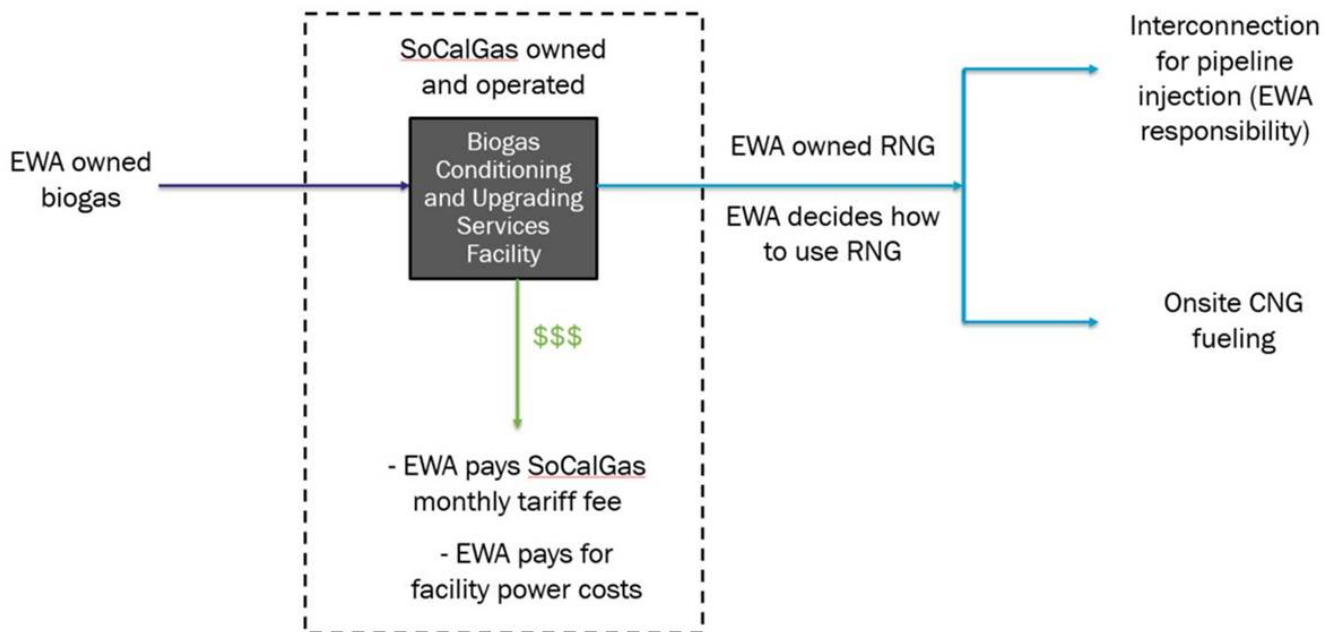 EWA owned
biogas
SoCalGas owned
and operated
Biogas
Conditioning
and Upgrading
Services
Facility
$$$
- EWA pays SoCalGas
monthly tariff fee
- EWA pays for
facility power costs
EWA owned RNG
EWA decides how
to use RNG
Interconnection
for pipeline
injection (EWA
responsibility)
Onsite CNG
fueling